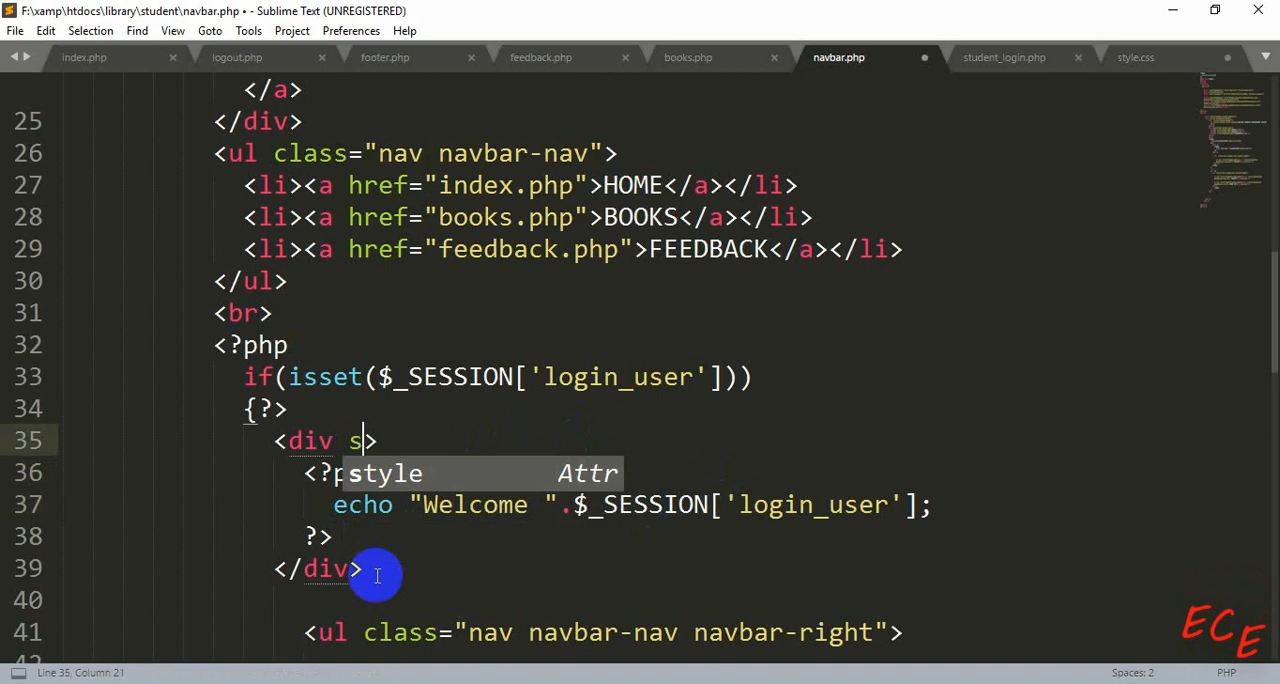 F:\xamp\htdocs\library\student\navbar.php • - Sublime Text (UNREGISTERED)
File Edit Selection Find View Goto Tools Project Preferences Help
index.php logout.php footer.php feedback.php books.php navbar.php student_login.php style.css
</a>
25 </div>
26 <ul class="nav navbar-nav">
27 <li><a href="index.php">HOME</a></li>
28 <li><a href="books.php">BOOKS</a></li>
29 <li><a href="feedback.php">FEEDBACK</a></li>
30 </ul>
31 <br>
32 <?php
33 if(isset($_SESSION['login_user']))
34 {?>
35 <div s>
36 <?p style Attr
37 echo "Welcome ".$_SESSION['login_user'];
38 ?>
39 </div>
40
41 <ul class="nav navbar-nav navbar-right">
ECE
Line 35, Column 21 Spaces: 2 PHP